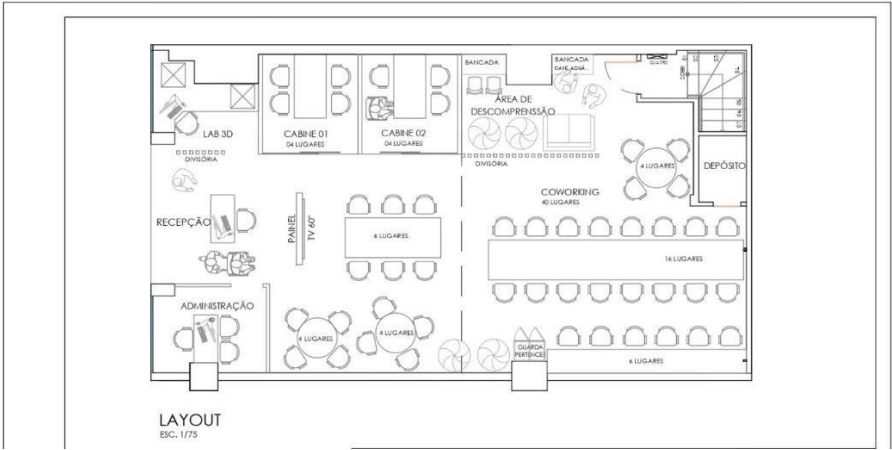 BANCADA
BANCADA
CAFÉ, ÁGUA
QUADRO
ÁREA DE
DESCOMPRENSSÃO
LAB 3D
CABINE 01
04 LUGARES
CABINE 02
04 LUGARES
DIVISÓRIA
DIVISÓRIA
4 LUGARES
DEPÓSITO
COWORKING
40 LUGARES
RECEPÇÃO
PAINEL
TV 60"
6 LUGARES
16 LUGARES
ADMINISTRAÇÃO
4 LUGARES
4 LUGARES
GUARDA
PERTENCES
6 LUGARES
LAYOUT
ESC. 1/75